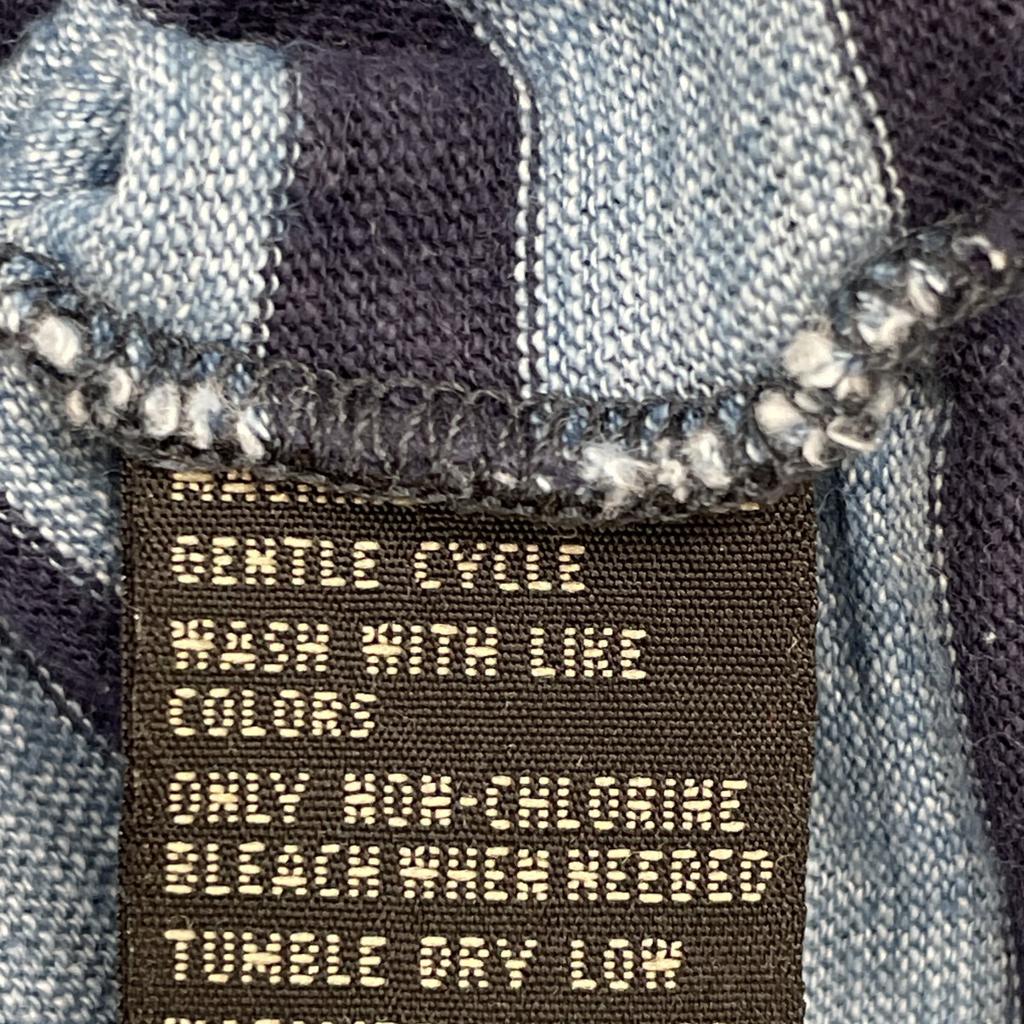 GENTLE CYCLE
WASH WITH LIKE
COLORS
ONLY NON-CHLORINE
BLEACH WHEN NEEDED
TUMBLE DRY LOW